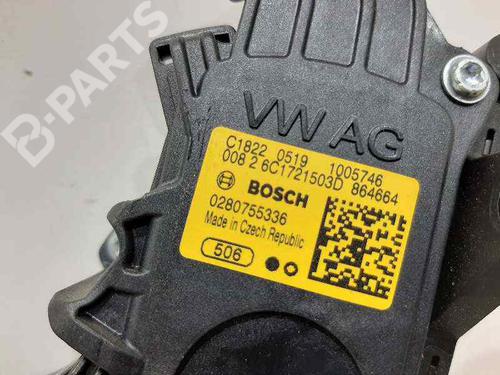 B-PARTS
VW AG
C1822 0519 1005746
008 2 6C1721503D 864664
BOSCH
0280755336
Made in Czech Republic
506